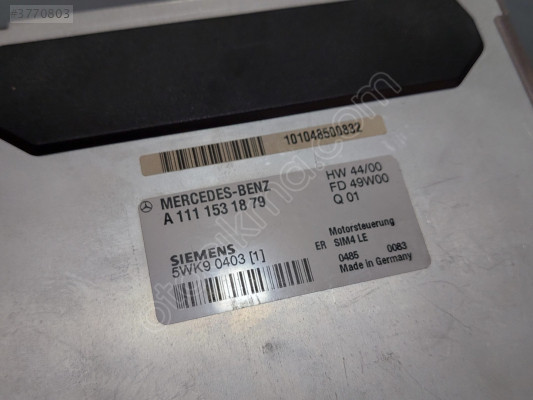 #3770803
101048500832
MERCEDES-BENZ
A 111 153 18 79
HW 44/00
FD 49W00
Q 01
SIEMENS
5WK9 0403 [1]
Motorsteuerung
ER SIM4 LE
0485 0083
Made in Germany